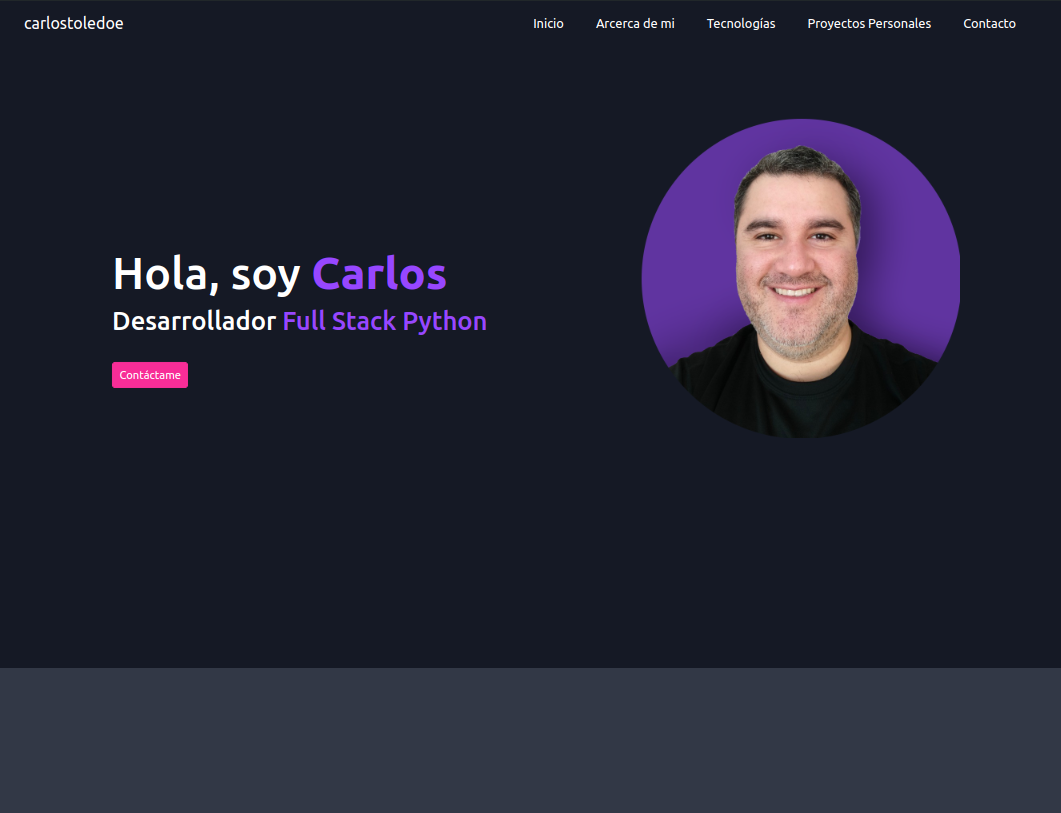 carlostoledoe
Inicio Arcerca de mi Tecnologías Proyectos Personales Contacto
Hola, soy Carlos
Desarrollador Full Stack Python
Contáctame